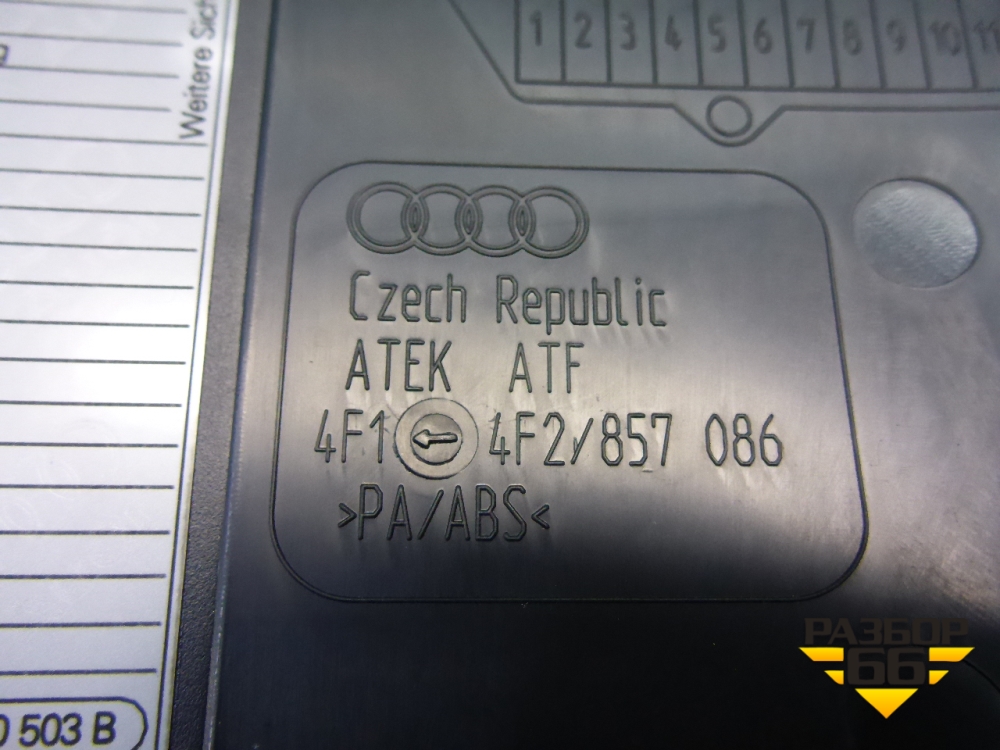 Weitere Sich
1 2 3 4 5 6 7 8 9 10 11
Czech Republic
ATEK ATF
4F1 4F2/857 086
>PA/ABS<
РАЗБОР
66
0 503 B